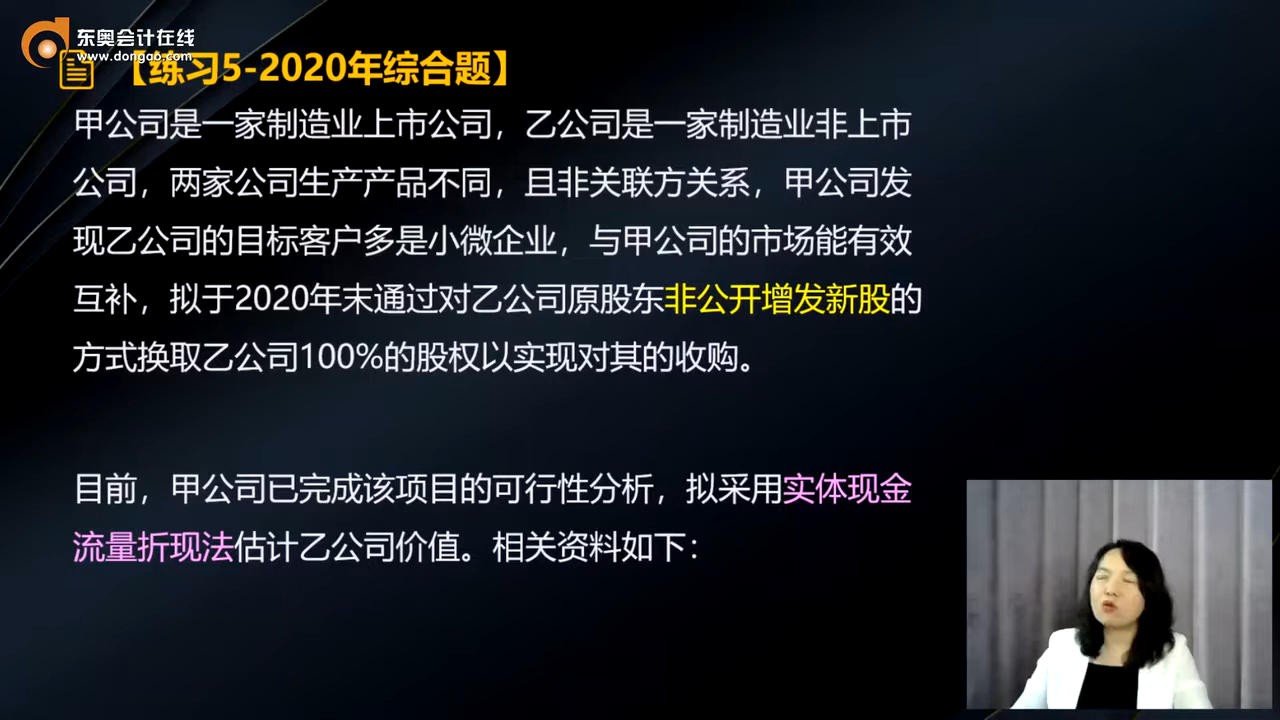 东奥会计在线
www.dongao.com
【练习5-2020年综合题】
甲公司是一家制造业上市公司，乙公司是一家制造业非上市
公司，两家公司生产产品不同，且非关联方关系，甲公司发
现乙公司的目标客户多是小微企业，与甲公司的市场能有效
互补，拟于2020年末通过对乙公司原股东非公开增发新股的
方式换取乙公司100%的股权以实现对其的收购。
目前，甲公司已完成该项目的可行性分析，拟采用实体现金
流量折现法估计乙公司价值。相关资料如下：